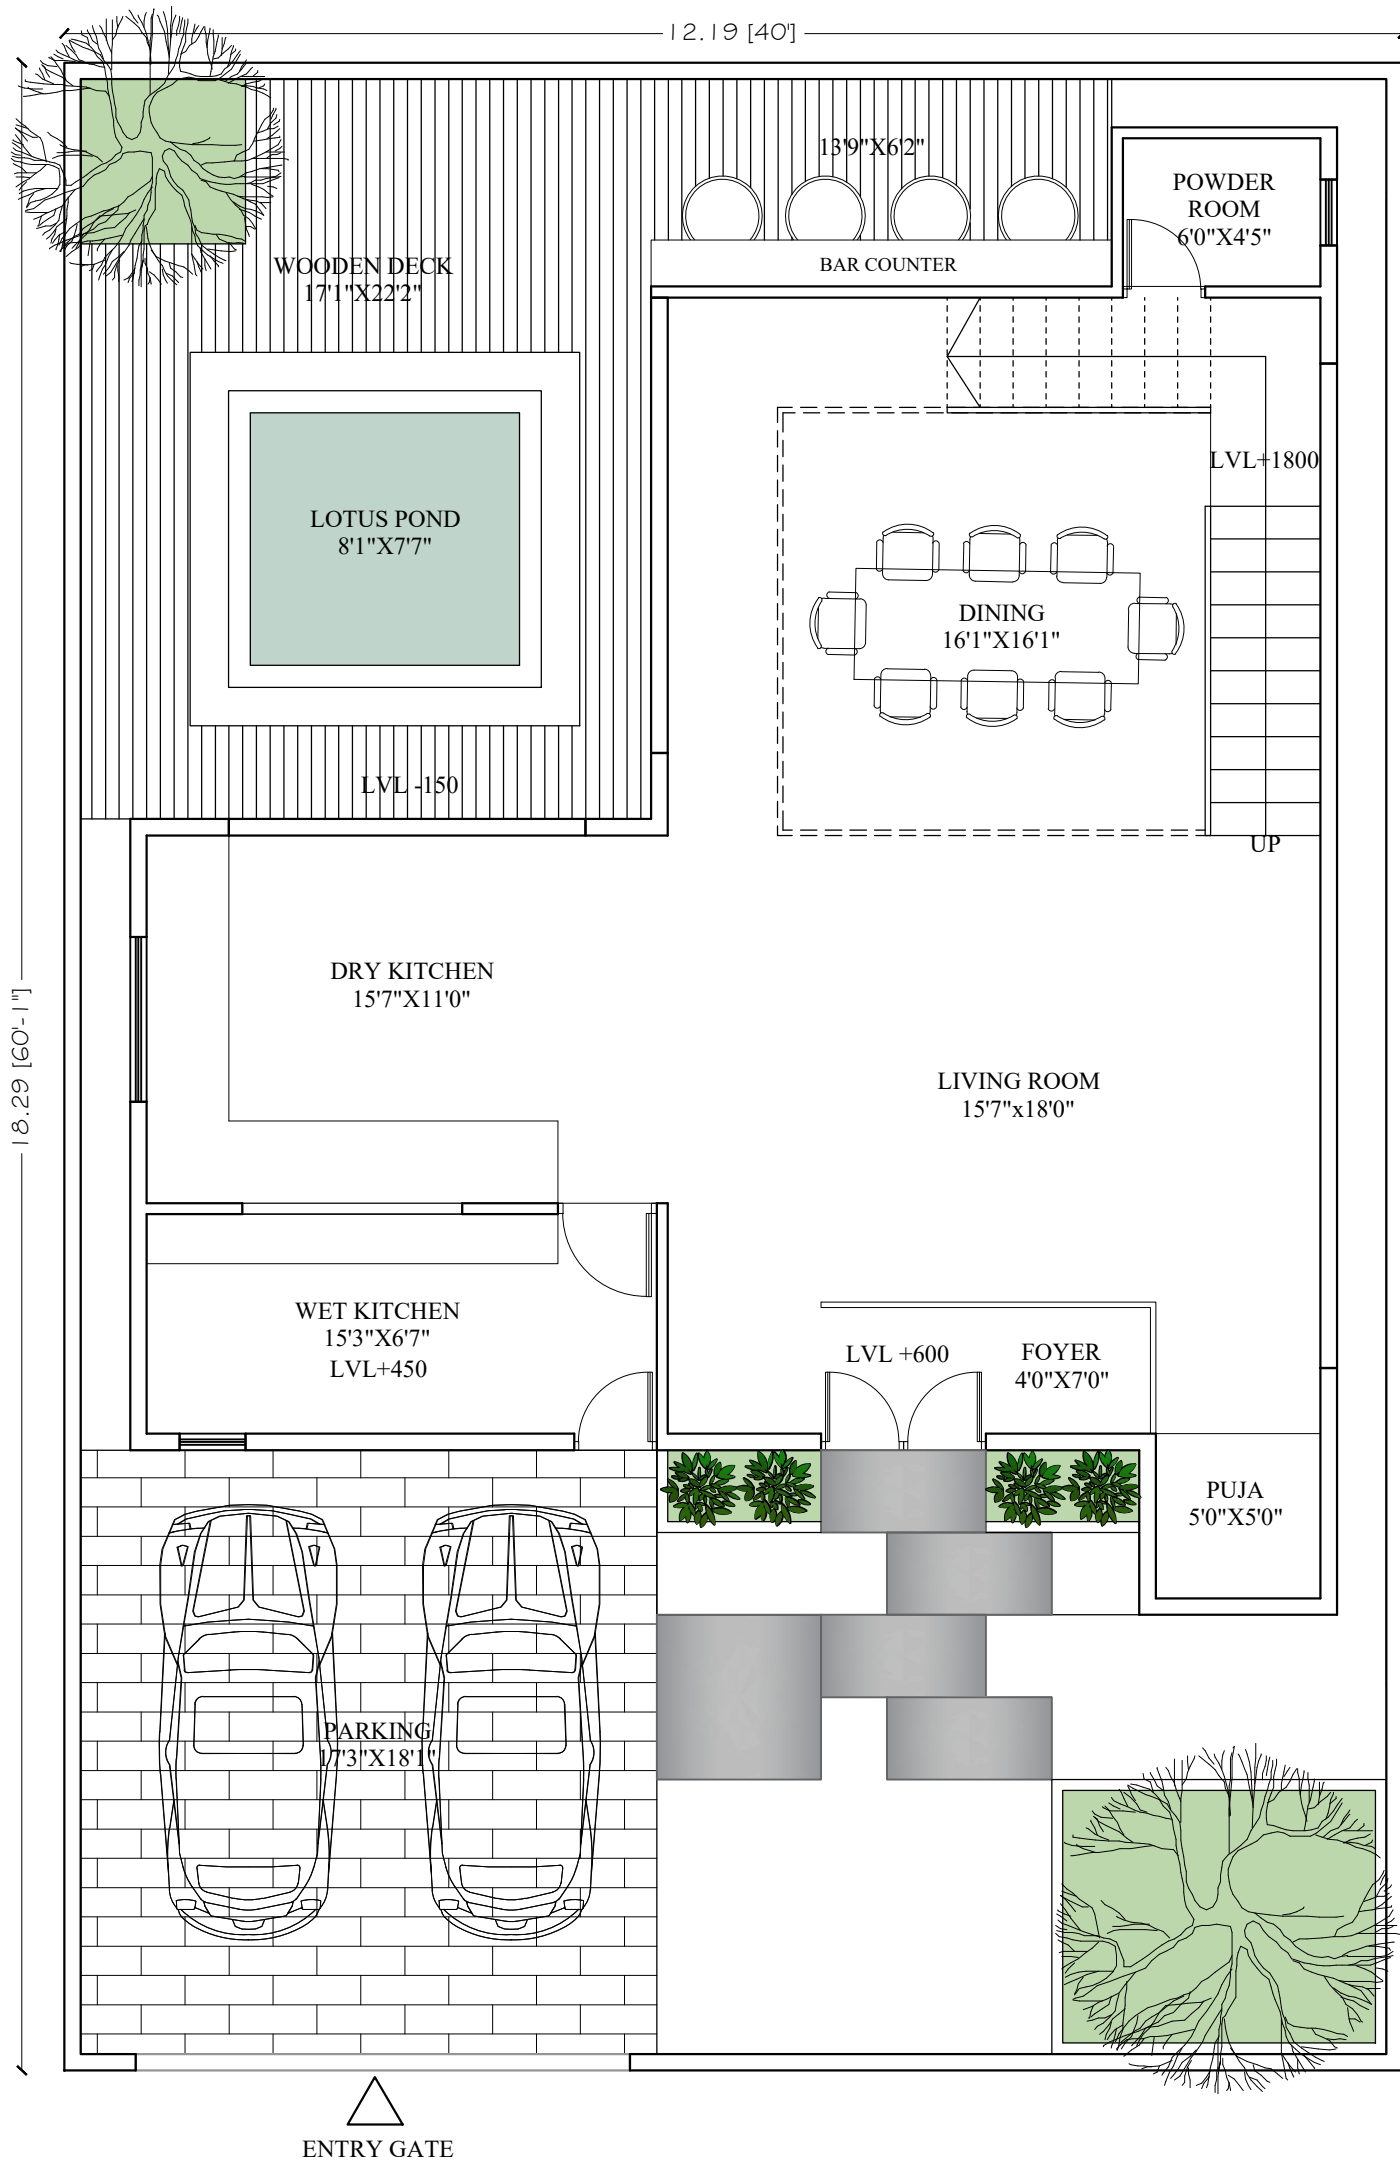 12.19 [40']
13'9"X6'2"
POWDER
ROOM
6'0"X4'5"
BAR COUNTER
WOODEN DECK
17'1"X22'2"
LVL+1800
LOTUS POND
8'1"X7'7"
DINING
16'1"X16'1"
LVL -150
UP
DRY KITCHEN
15'7"X11'0"
18.29 [60'-1"]
LIVING ROOM
15'7"x18'0"
WET KITCHEN
15'3"X6'7"
LVL+450
LVL +600
FOYER
4'0"X7'0"
PUJA
5'0"X5'0"
PARKING
17'3"X18'1"
ENTRY GATE